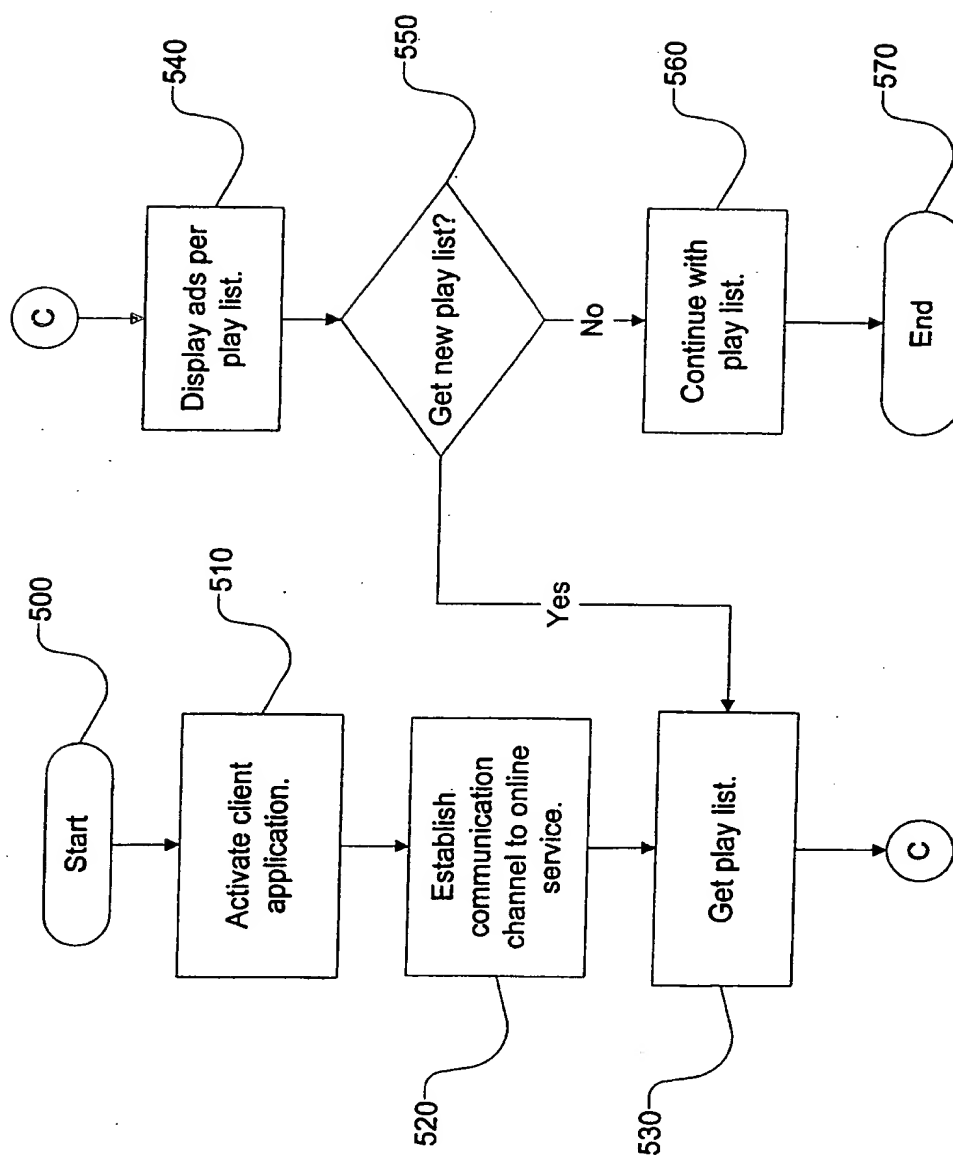 500
Start
510
Activate client
application.
520
Establish
communication
channel to online
service.
530
Get play list.
C
C
540
Display ads per
play list.
550
Get new play list?
Yes
No
560
Continue with
play list.
570
End